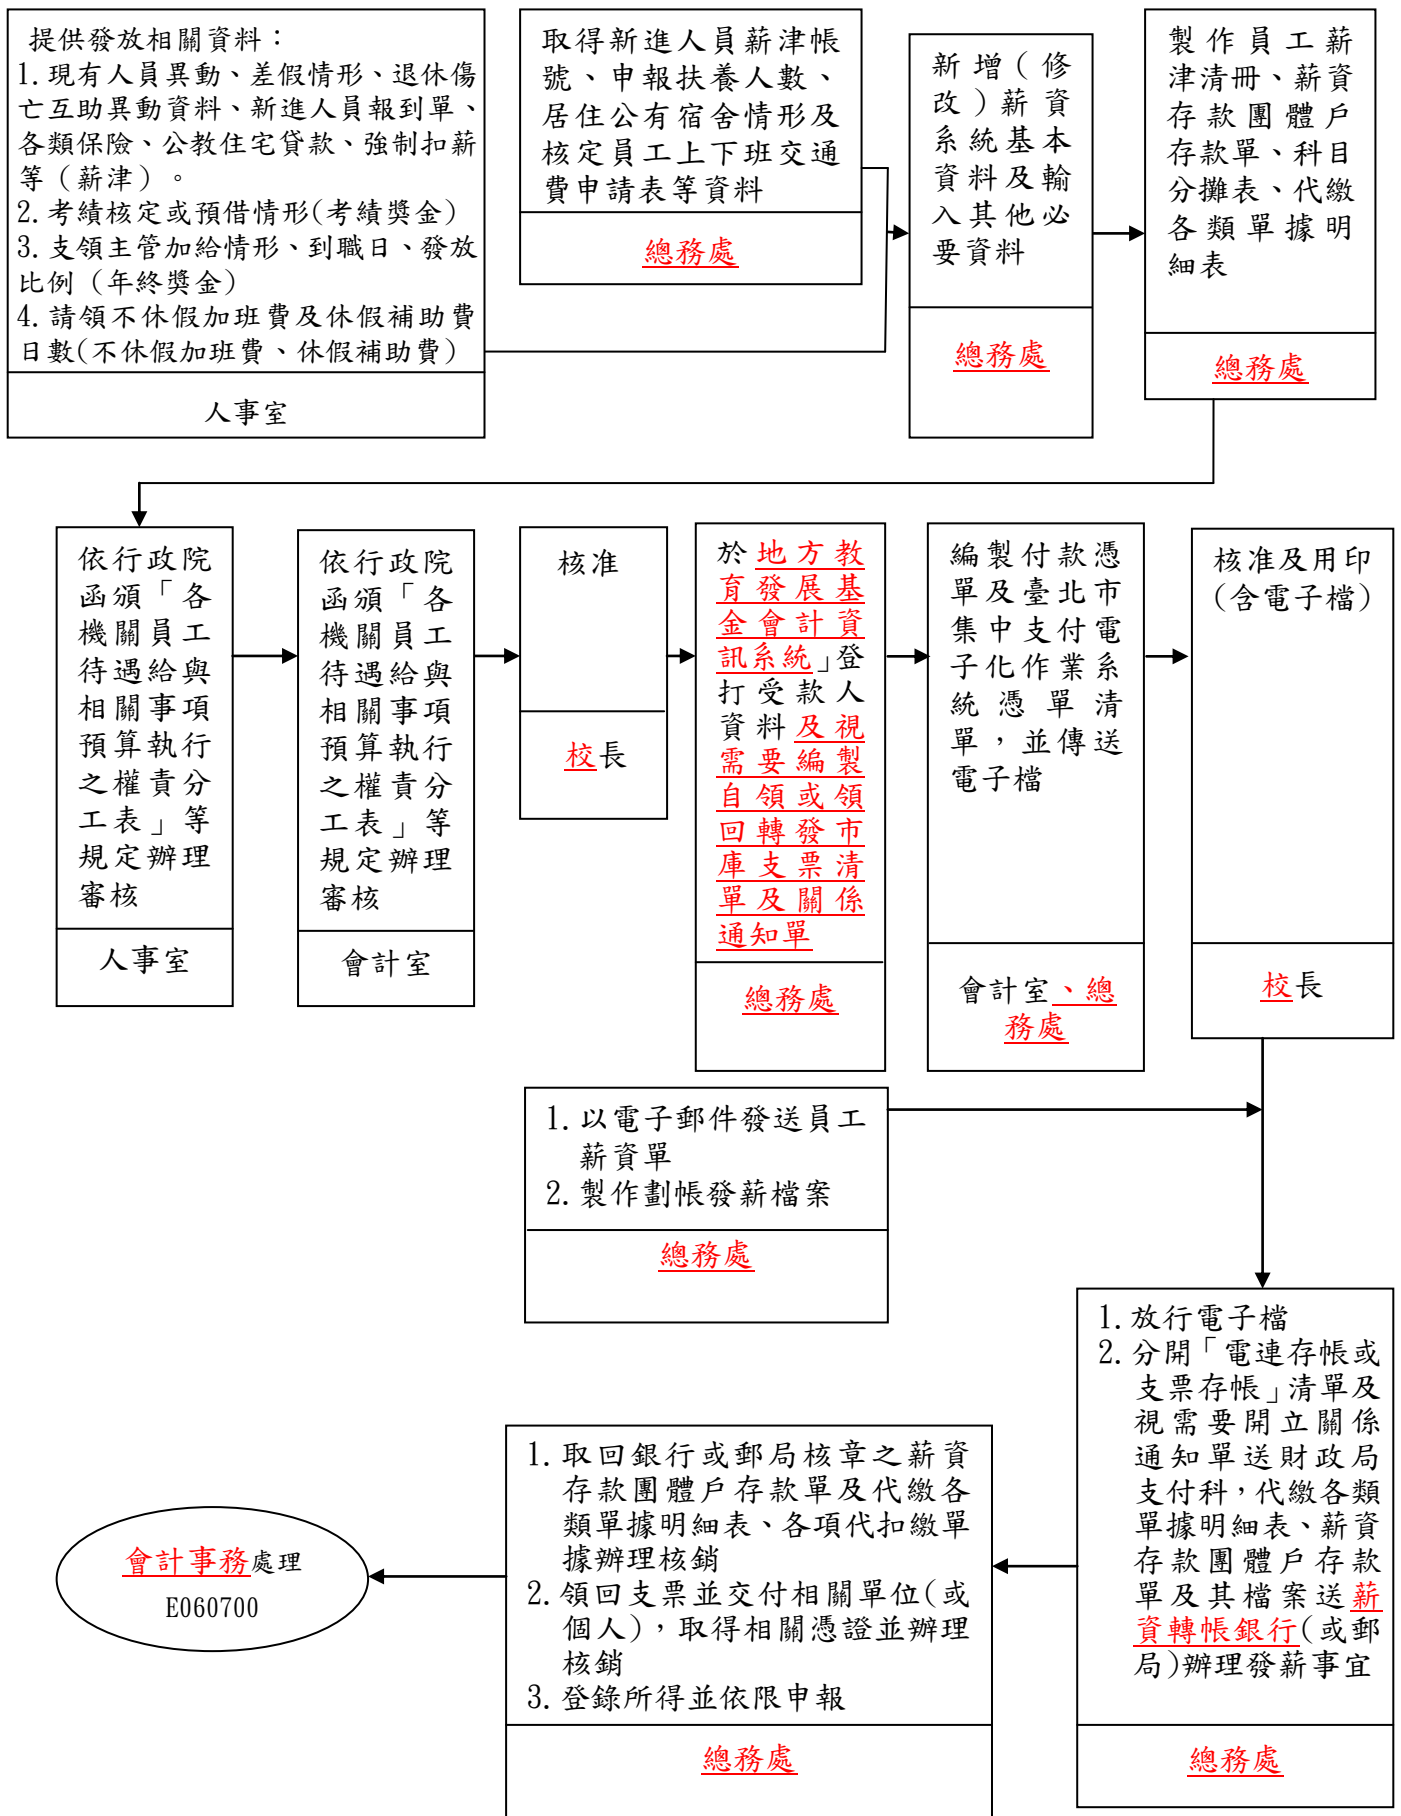 提供發放相關資料：
1.現有人員異動、差假情形、退休傷
亡互助異動資料、新進人員報到單、
各類保險、公教住宅貸款、強制扣薪
等（薪津）。
2.考績核定或預借情形(考績獎金)
3.支領主管加給情形、到職日、發放
比例（年終獎金)
4.請領不休假加班費及休假補助費
日數(不休假加班費、休假補助費)
人事室
取得新進人員薪津帳
號、申報扶養人數、
居住公有宿舍情形及
核定員工上下班交通
費申請表等資料
總務處
新增（修
改）薪資
系統基本
資料及輸
入其他必
要資料
總務處
製作員工薪
津清冊、薪資
存款團體戶
存款單、科目
分攤表、代繳
各類單據明
細表
總務處
依行政院
函頒「各
機關員工
待遇給與
相關事項
預算執行
之權責分
工表」等
規定辦理
審核
人事室
依行政院
函頒「各
機關員工
待遇給與
相關事項
預算執行
之權責分
工表」等
規定辦理
審核
會計室
核准
校長
於地方教
育發展基
金會計資
訊系統」登
打受款人
資料及視
需要編製
自領或領
回轉發市
庫支票清
單及關係
通知單
總務處
編製付款憑
單及臺北市
集中支付電
子化作業系
統憑單清
單，並傳送
電子檔
會計室、總
務處
核准及用印
(含電子檔)
校長
1.以電子郵件發送員工
薪資單
2.製作劃帳發薪檔案
總務處
1.放行電子檔
2.分開「電連存帳或
支票存帳」清單及
視需要開立關係
通知單送財政局
支付科，代繳各類
單據明細表、薪資
存款團體戶存款
單及其檔案送薪
資轉帳銀行(或郵
局)辦理發薪事宜
總務處
1.取回銀行或郵局核章之薪資
存款團體戶存款單及代繳各
類單據明細表、各項代扣繳單
據辦理核銷
2.領回支票並交付相關單位(或
個人)，取得相關憑證並辦理
核銷
3.登錄所得並依限申報
總務處
會計事務處理
E060700